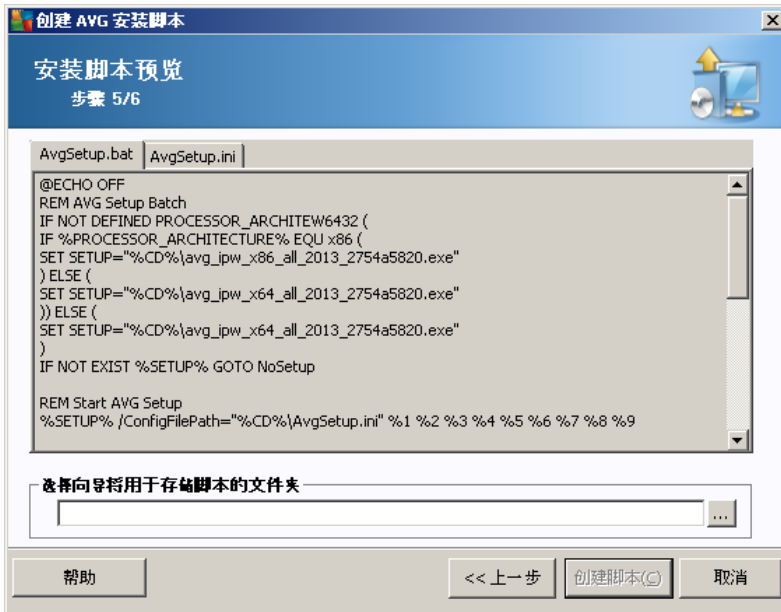 创建 AVG 安装脚本
安装脚本预览
步骤 5/6
AvgSetup.bat AvgSetup.ini
@ECHO OFF
REM AVG Setup Batch
IF NOT DEFINED PROCESSOR_ARCHITEW6432 (
IF %PROCESSOR_ARCHITECTURE% EQU x86 (
SET SETUP="%CD%\avg_ipw_x86_all_2013_2754a5820.exe"
) ELSE (
SET SETUP="%CD%\avg_ipw_x64_all_2013_2754a5820.exe"
)) ELSE (
SET SETUP="%CD%\avg_ipw_x64_all_2013_2754a5820.exe"
)
IF NOT EXIST %SETUP% GOTO NoSetup
REM Start AVG Setup
%SETUP% /ConfigFilePath="%CD%\AvgSetup.ini" %1 %2 %3 %4 %5 %6 %7 %8 %9
选择向导将用于存储脚本的文件夹
...
帮助 << 上一步 创建脚本(C) 取消